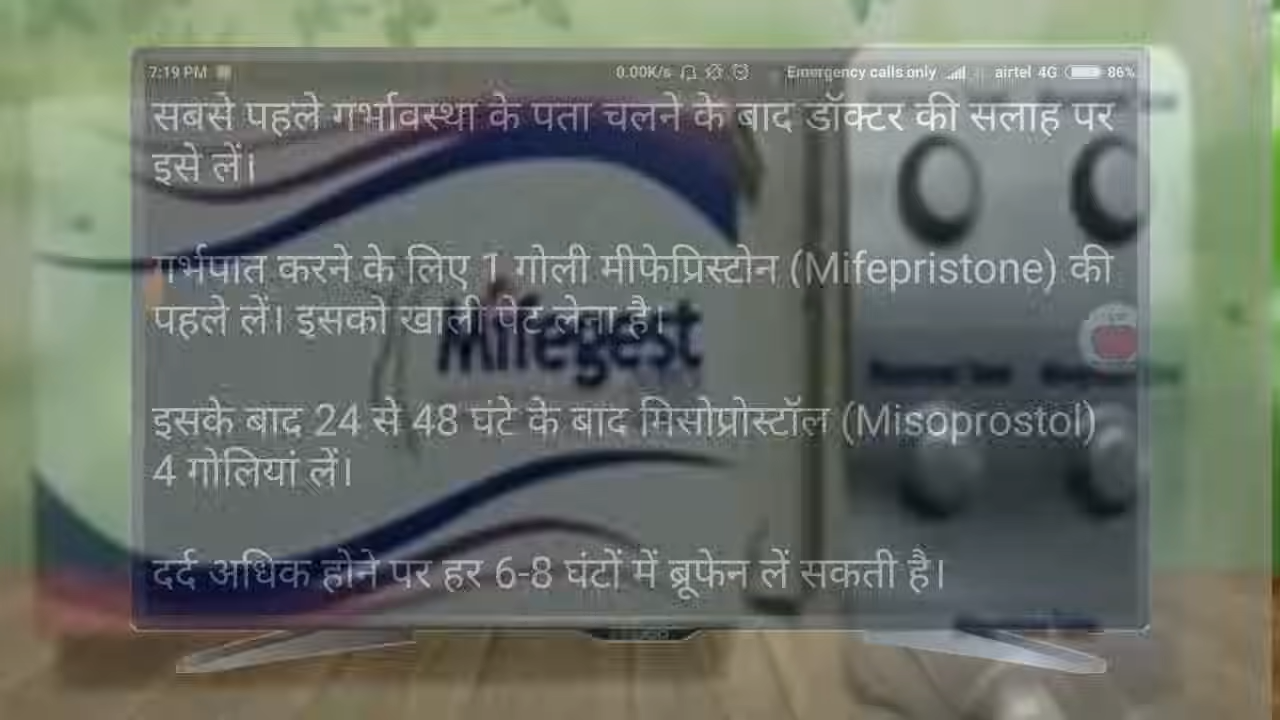 7:19 PM 0.00K/s Emergency calls only airtel 4G 86%
सबसे पहले गर्भावस्था के पता चलने के बाद डॉक्टर की सलाह पर
इसे लें।
गर्भपात करने के लिए 1 गोली मीफेप्रिस्टोन (Mifepristone) की
पहले लें। इसको खाली पेट लेना है।
Mifegest
इसके बाद 24 से 48 घंटे के बाद मिसोप्रोस्टॉल (Misoprostol)
4 गोलियां लें।
दर्द अधिक होने पर हर 6-8 घंटों में ब्रूफेन लें सकती है।